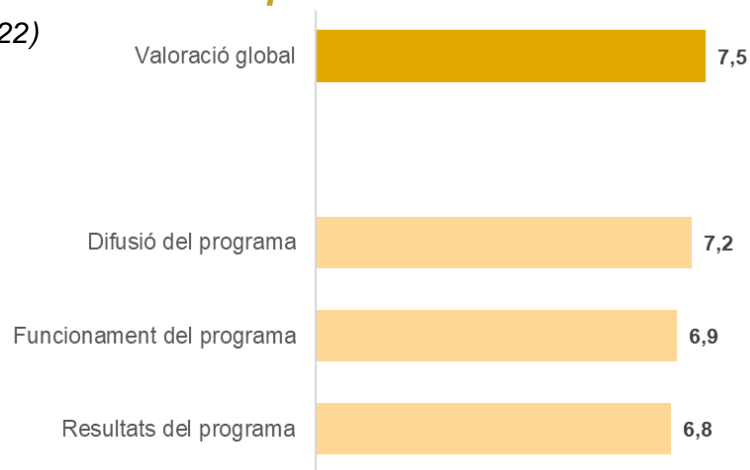 22)
Valoració global 7,5
Difusió del programa 7,2
Funcionament del programa 6,9
Resultats del programa 6,8